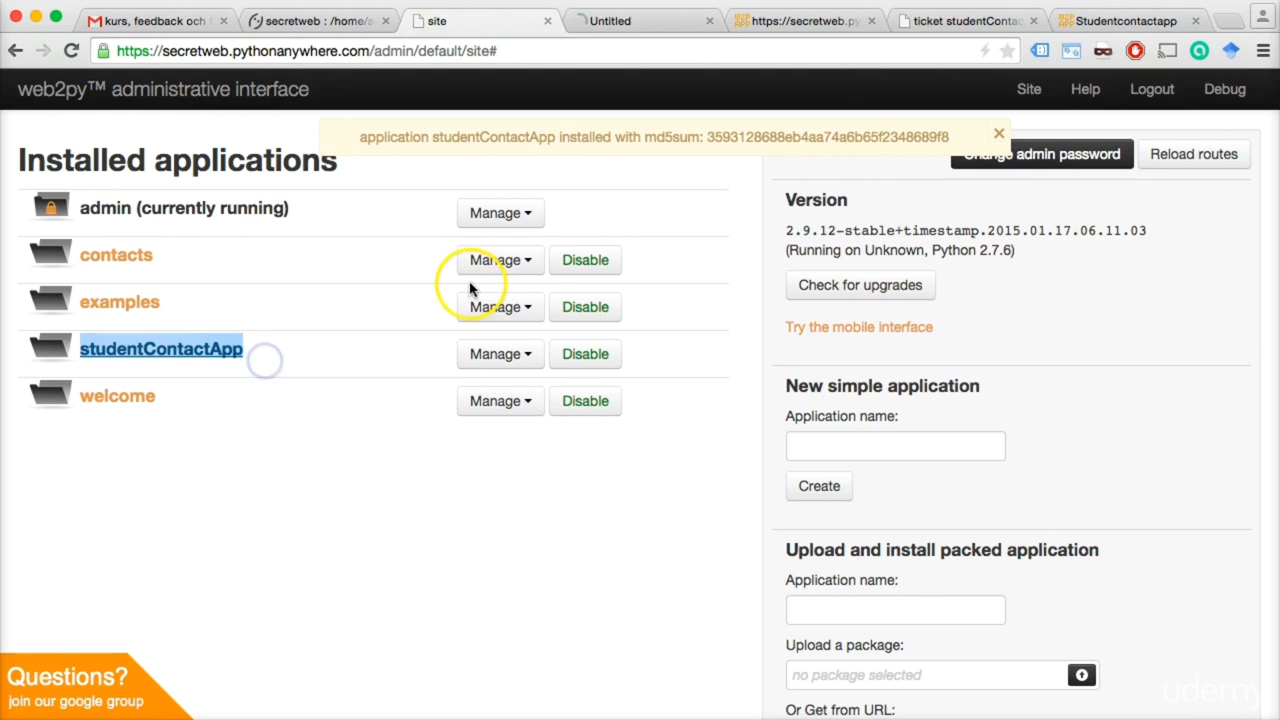 kurs, feedback och
secretweb : /home/s
site
Untitled
https://secretweb.py
ticket studentContac
Studentcontactapp
https://secretweb.pythonanywhere.com/admin/default/site#
web2py™ administrative interface
Site Help Logout Debug
application studentContactApp installed with md5sum: 3593128688eb4aa74a6b65f2348689f8
Installed applications
Change admin password Reload routes
admin (currently running) Manage
contacts Manage Disable
examples Manage Disable
studentContactApp Manage Disable
welcome Manage Disable
Version
2.9.12-stable+timestamp.2015.01.17.06.11.03
(Running on Unknown, Python 2.7.6)
Check for upgrades
Try the mobile interface
New simple application
Application name:
Create
Upload and install packed application
Application name:
Upload a package:
no package selected
Or Get from URL:
Questions?
join our google group
udemy